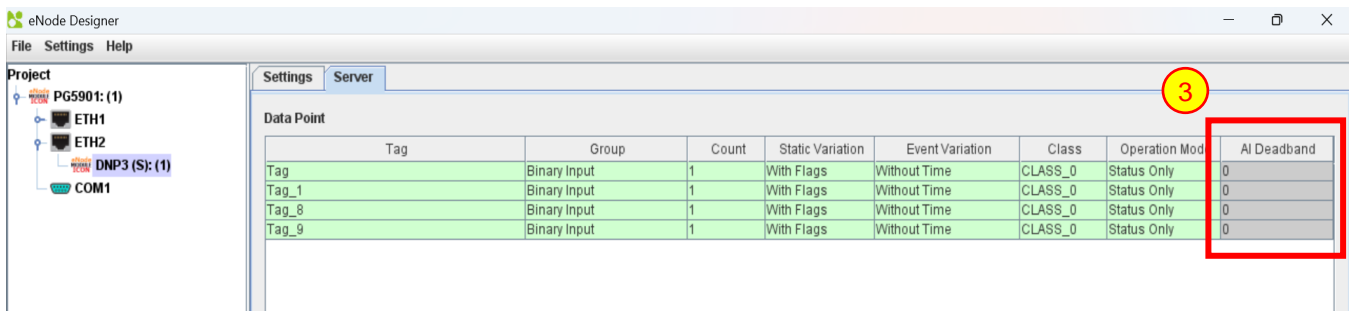 eNode Designer
File Settings Help
Project
PG5901: (1)
ETH1
ETH2
DNP3 (S): (1)
COM1
Settings Server
3
Data Point
Tag Group Count Static Variation Event Variation Class Operation Mode AI Deadband
Tag Binary Input 1 With Flags Without Time CLASS_0 Status Only 0
Tag_1 Binary Input 1 With Flags Without Time CLASS_0 Status Only 0
Tag_8 Binary Input 1 With Flags Without Time CLASS_0 Status Only 0
Tag_9 Binary Input 1 With Flags Without Time CLASS_0 Status Only 0